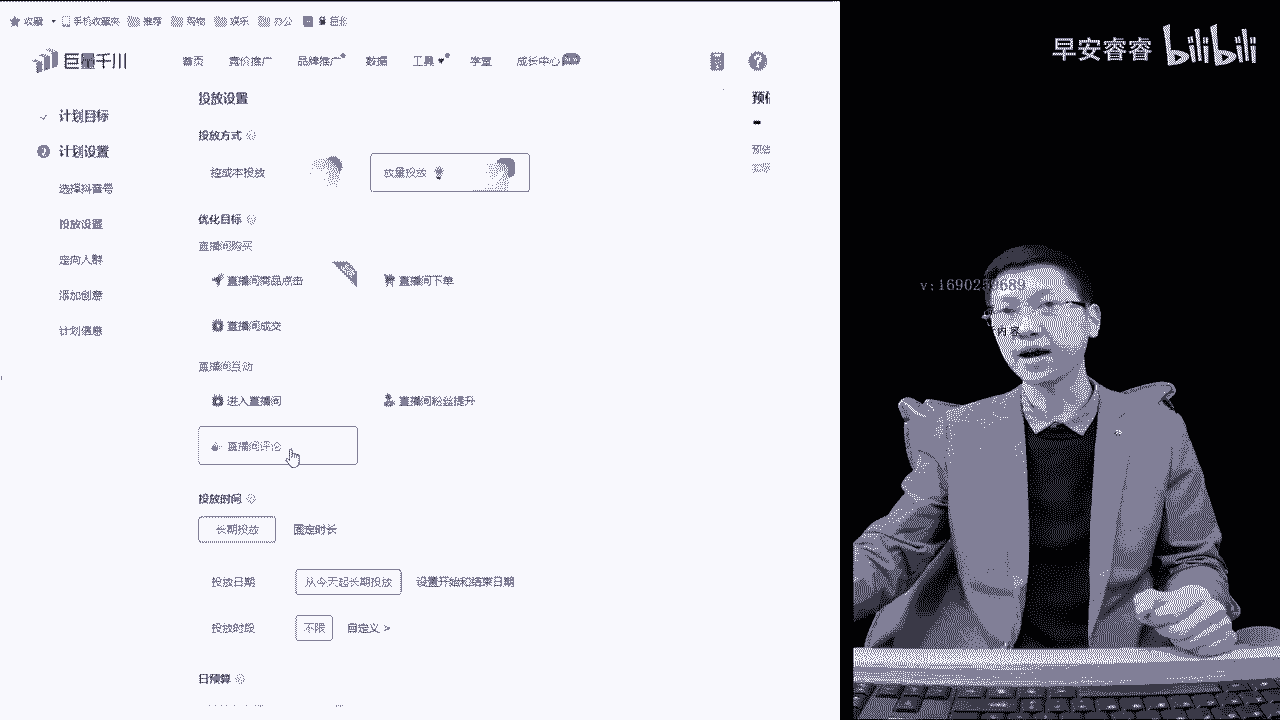 收藏 手机收藏夹 推荐 购物 娱乐 办公
巨量千川 首页 竞价推广 品牌推广 数据 工具 学堂 成长中心
早安睿睿 bilibili
计划目标
计划设置
选择抖音号
投放设置
定向人群
添加创意
计划信息
投放设置
投放方式
控成本投放 放量投放
优化目标
直播间购买
直播间商品点击 直播间下单
直播间成交
直播间互动
进入直播间 直播间粉丝提升
直播间评论
投放时间
长期投放 固定时长
投放日期 从今天起长期投放 设置开始和结束日期
投放时段 不限 自定义 >
日预算
预估
内容